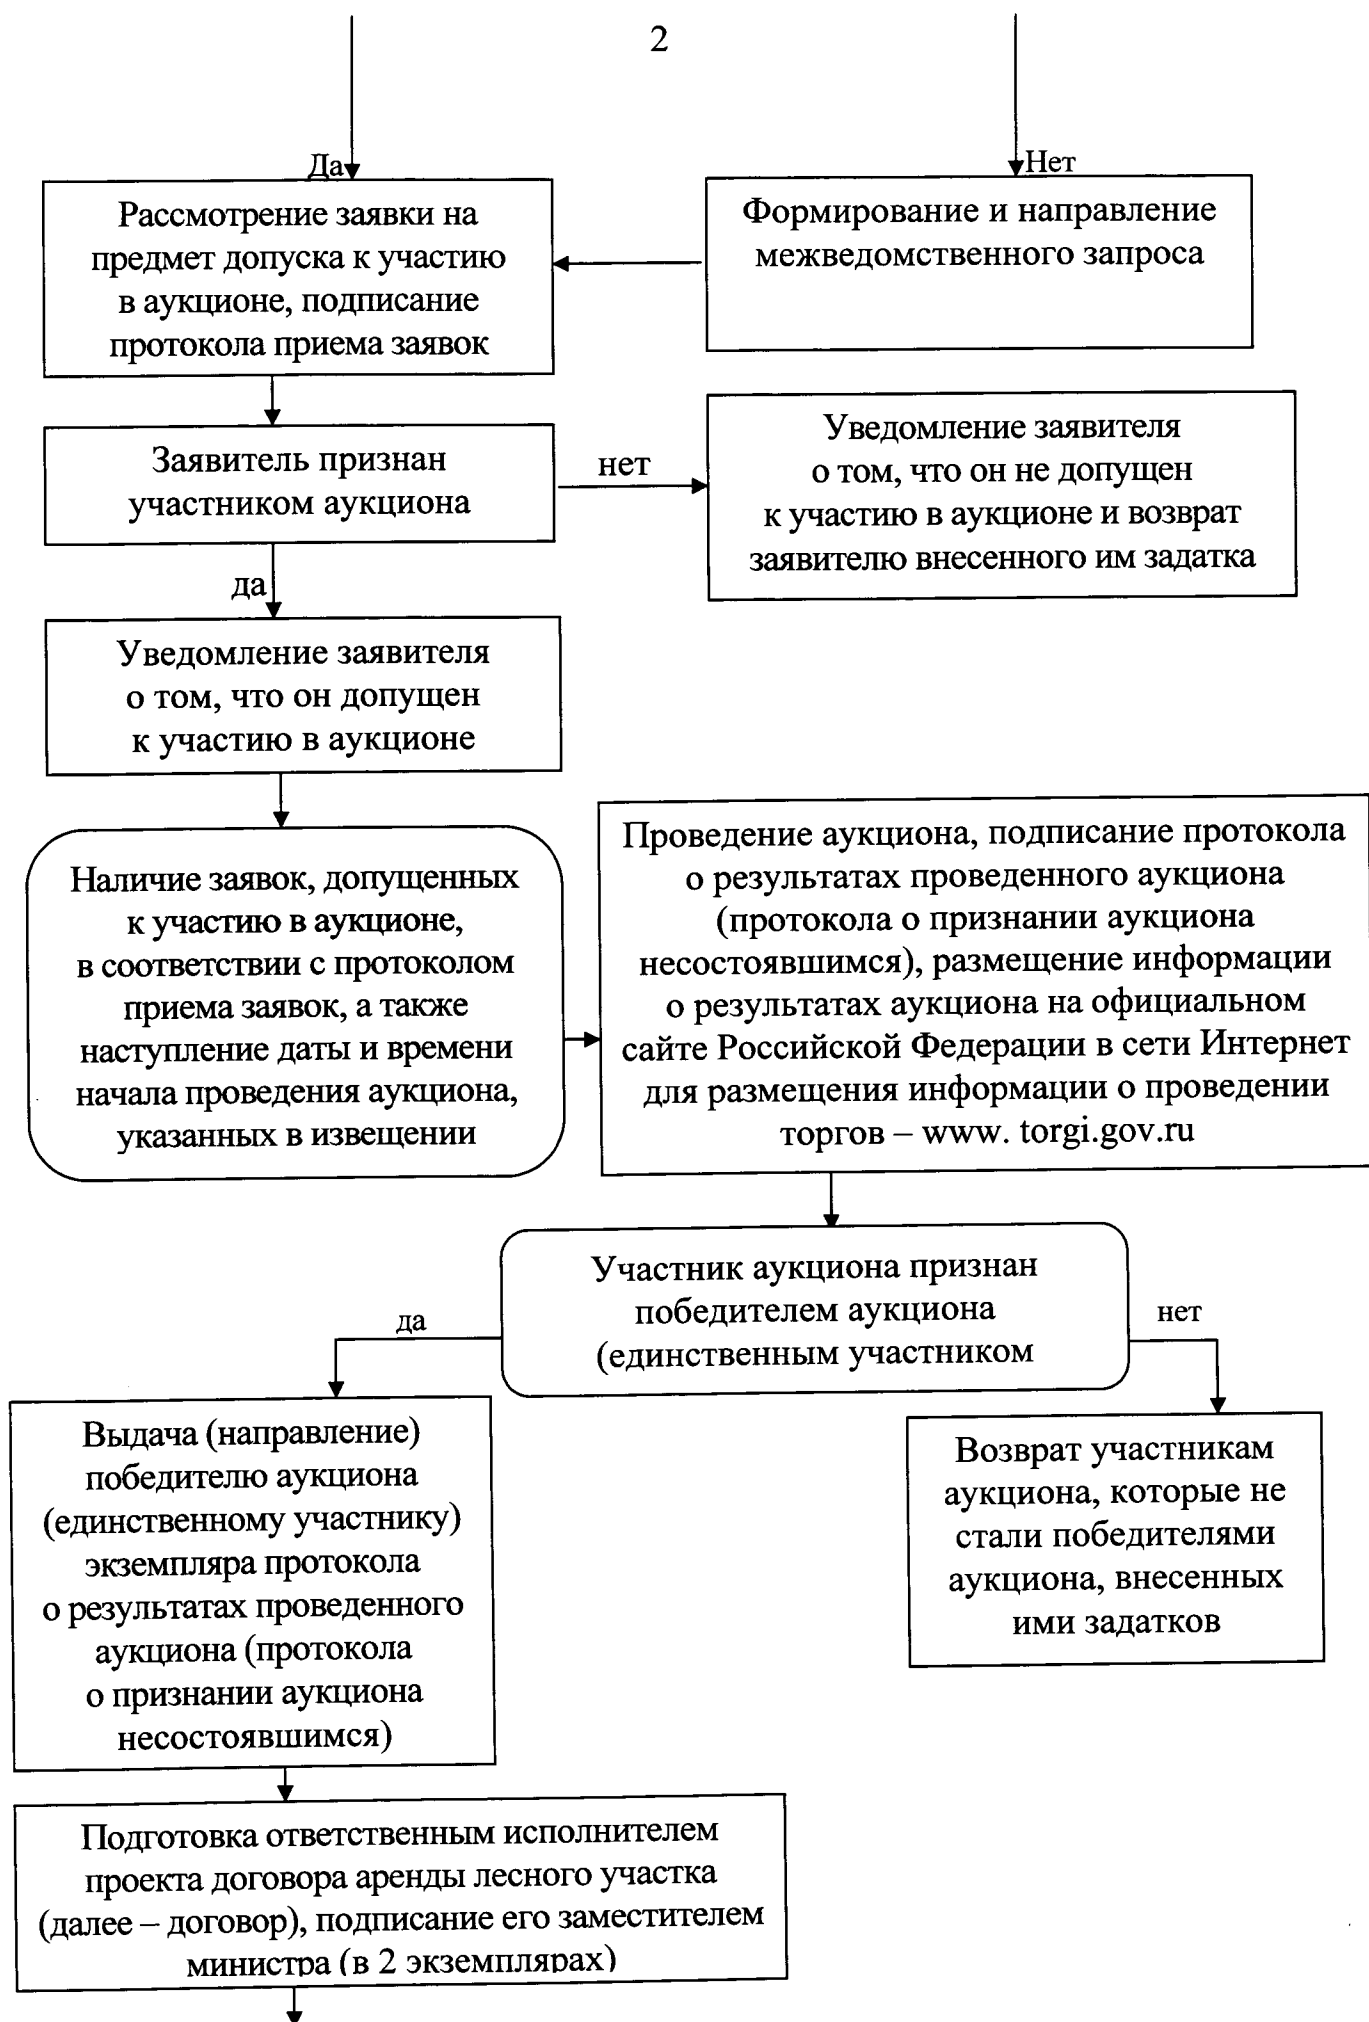 2
Да
Нет
Рассмотрение заявки на
предмет допуска к участию
в аукционе, подписание
протокола приема заявок
Формирование и направление
межведомственного запроса
Заявитель признан
участником аукциона
нет
Уведомление заявителя
о том, что он не допущен
к участию в аукционе и возврат
заявителю внесенного им задатка
да
Уведомление заявителя
о том, что он допущен
к участию в аукционе
Наличие заявок, допущенных
к участию в аукционе,
в соответствии с протоколом
приема заявок, а также
наступление даты и времени
начала проведения аукциона,
указанных в извещении
Проведение аукциона, подписание протокола
о результатах проведенного аукциона
(протокола о признании аукциона
несостоявшимся), размещение информации
о результатах аукциона на официальном
сайте Российской Федерации в сети Интернет
для размещения информации о проведении
торгов – www. torgi.gov.ru
Участник аукциона признан
победителем аукциона
(единственным участником
да
нет
Выдача (направление)
победителю аукциона
(единственному участнику)
экземпляра протокола
о результатах проведенного
аукциона (протокола
о признании аукциона
несостоявшимся)
Возврат участникам
аукциона, которые не
стали победителями
аукциона, внесенных
ими задатков
Подготовка ответственным исполнителем
проекта договора аренды лесного участка
(далее – договор), подписание его заместителем
министра (в 2 экземплярах)